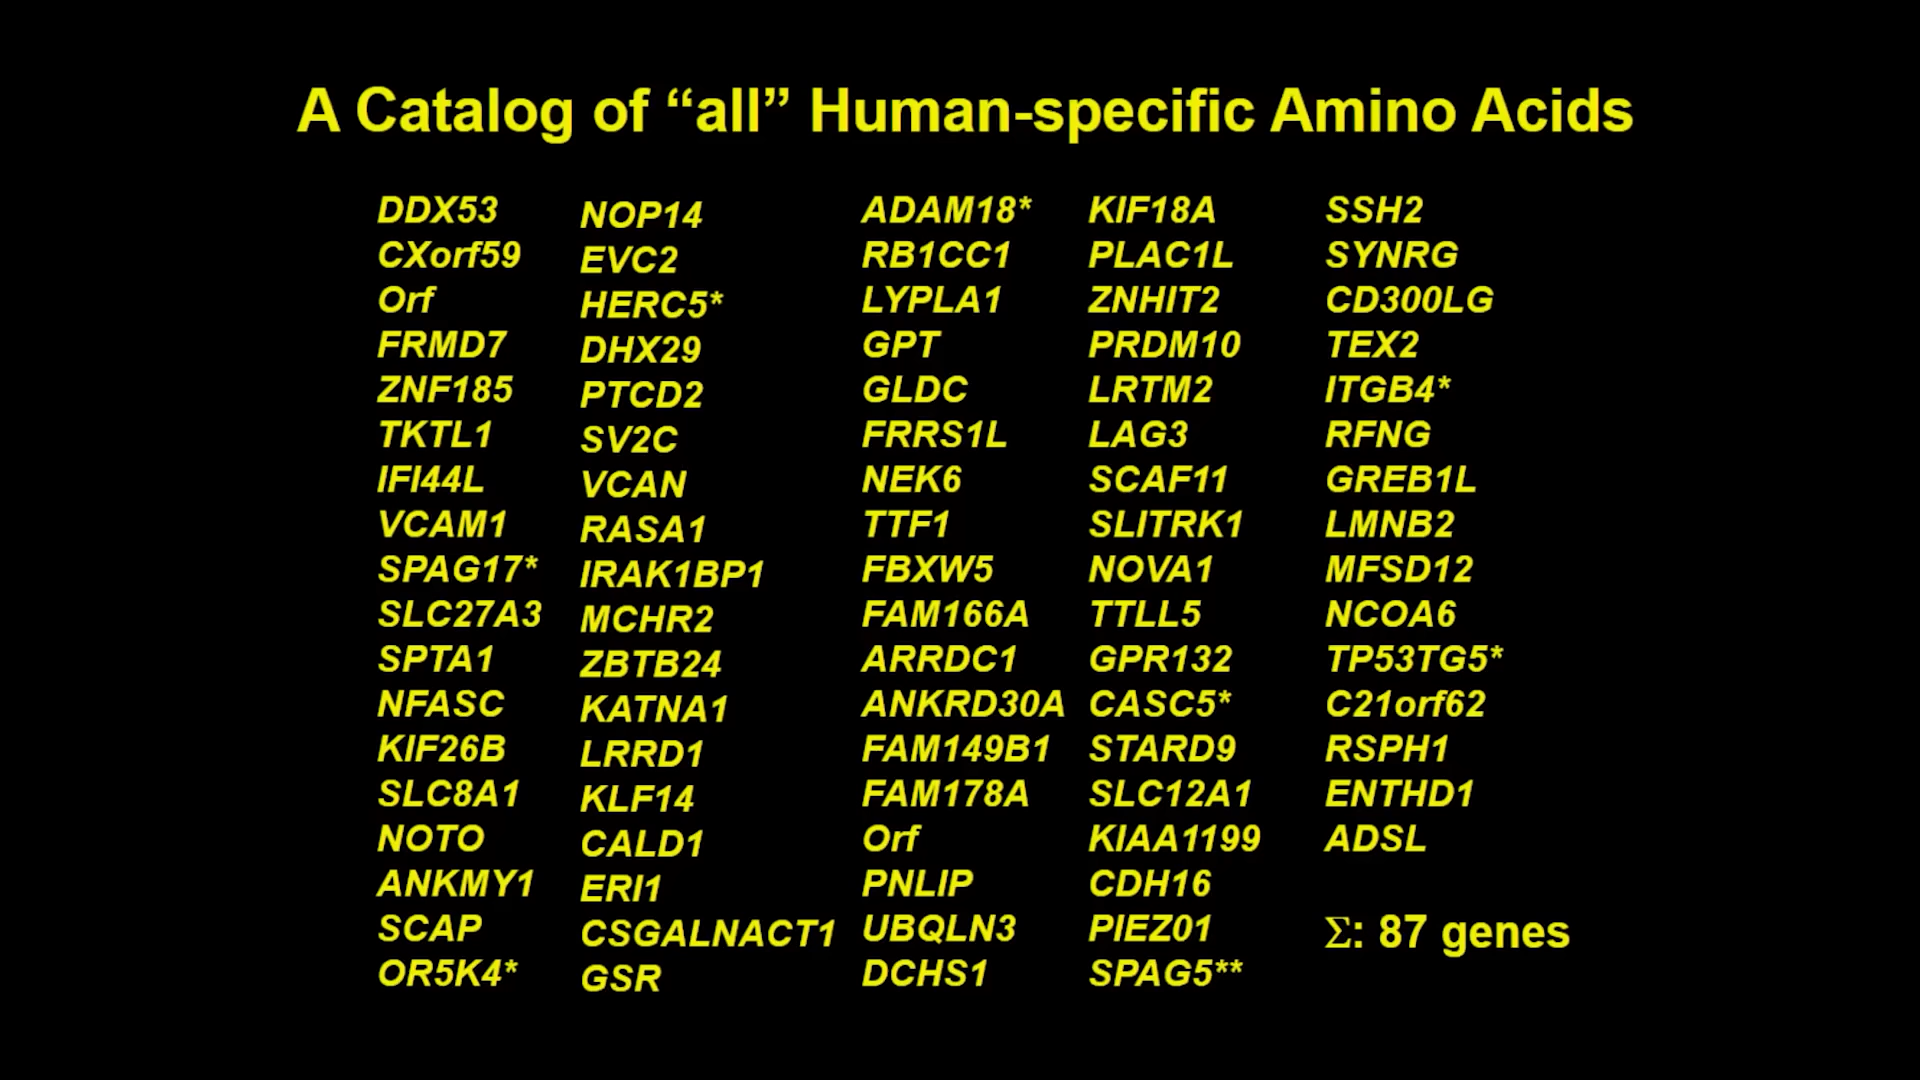 A Catalog of “all” Human-specific Amino Acids
DDX53
CXorf59
Orf
FRMD7
ZNF185
TKTL1
IFI44L
VCAM1
SPAG17*
SLC27A3
SPTA1
NFASC
KIF26B
SLC8A1
NOTO
ANKMY1
SCAP
OR5K4*
NOP14
EVC2
HERC5*
DHX29
PTCD2
SV2C
VCAN
RASA1
IRAK1BP1
MCHR2
ZBTB24
KATNA1
LRRD1
KLF14
CALD1
ERI1
CSGALNACT1
GSR
ADAM18*
RB1CC1
LYPLA1
GPT
GLDC
FRRS1L
NEK6
TTF1
FBXW5
FAM166A
ARRDC1
ANKRD30A
FAM149B1
FAM178A
Orf
PNLIP
UBQLN3
DCHS1
KIF18A
PLAC1L
ZNHIT2
PRDM10
LRTM2
LAG3
SCAF11
SLITRK1
NOVA1
TTLL5
GPR132
CASC5*
STARD9
SLC12A1
KIAA1199
CDH16
PIEZ01
SPAG5**
SSH2
SYNRG
CD300LG
TEX2
ITGB4*
RFNG
GREB1L
LMNB2
MFSD12
NCOA6
TP53TG5*
C21orf62
RSPH1
ENTHD1
ADSL
Σ: 87 genes